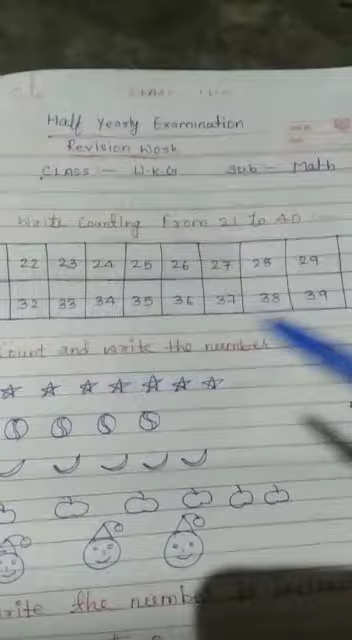 Half Yearly Examination
Revision Work
CLASS - U.K.G Sub - Math
Write Counting From 21 to 40
22 23 24 25 26 27 28 29
32 33 34 35 36 37 38 39
Count and write the number
the number